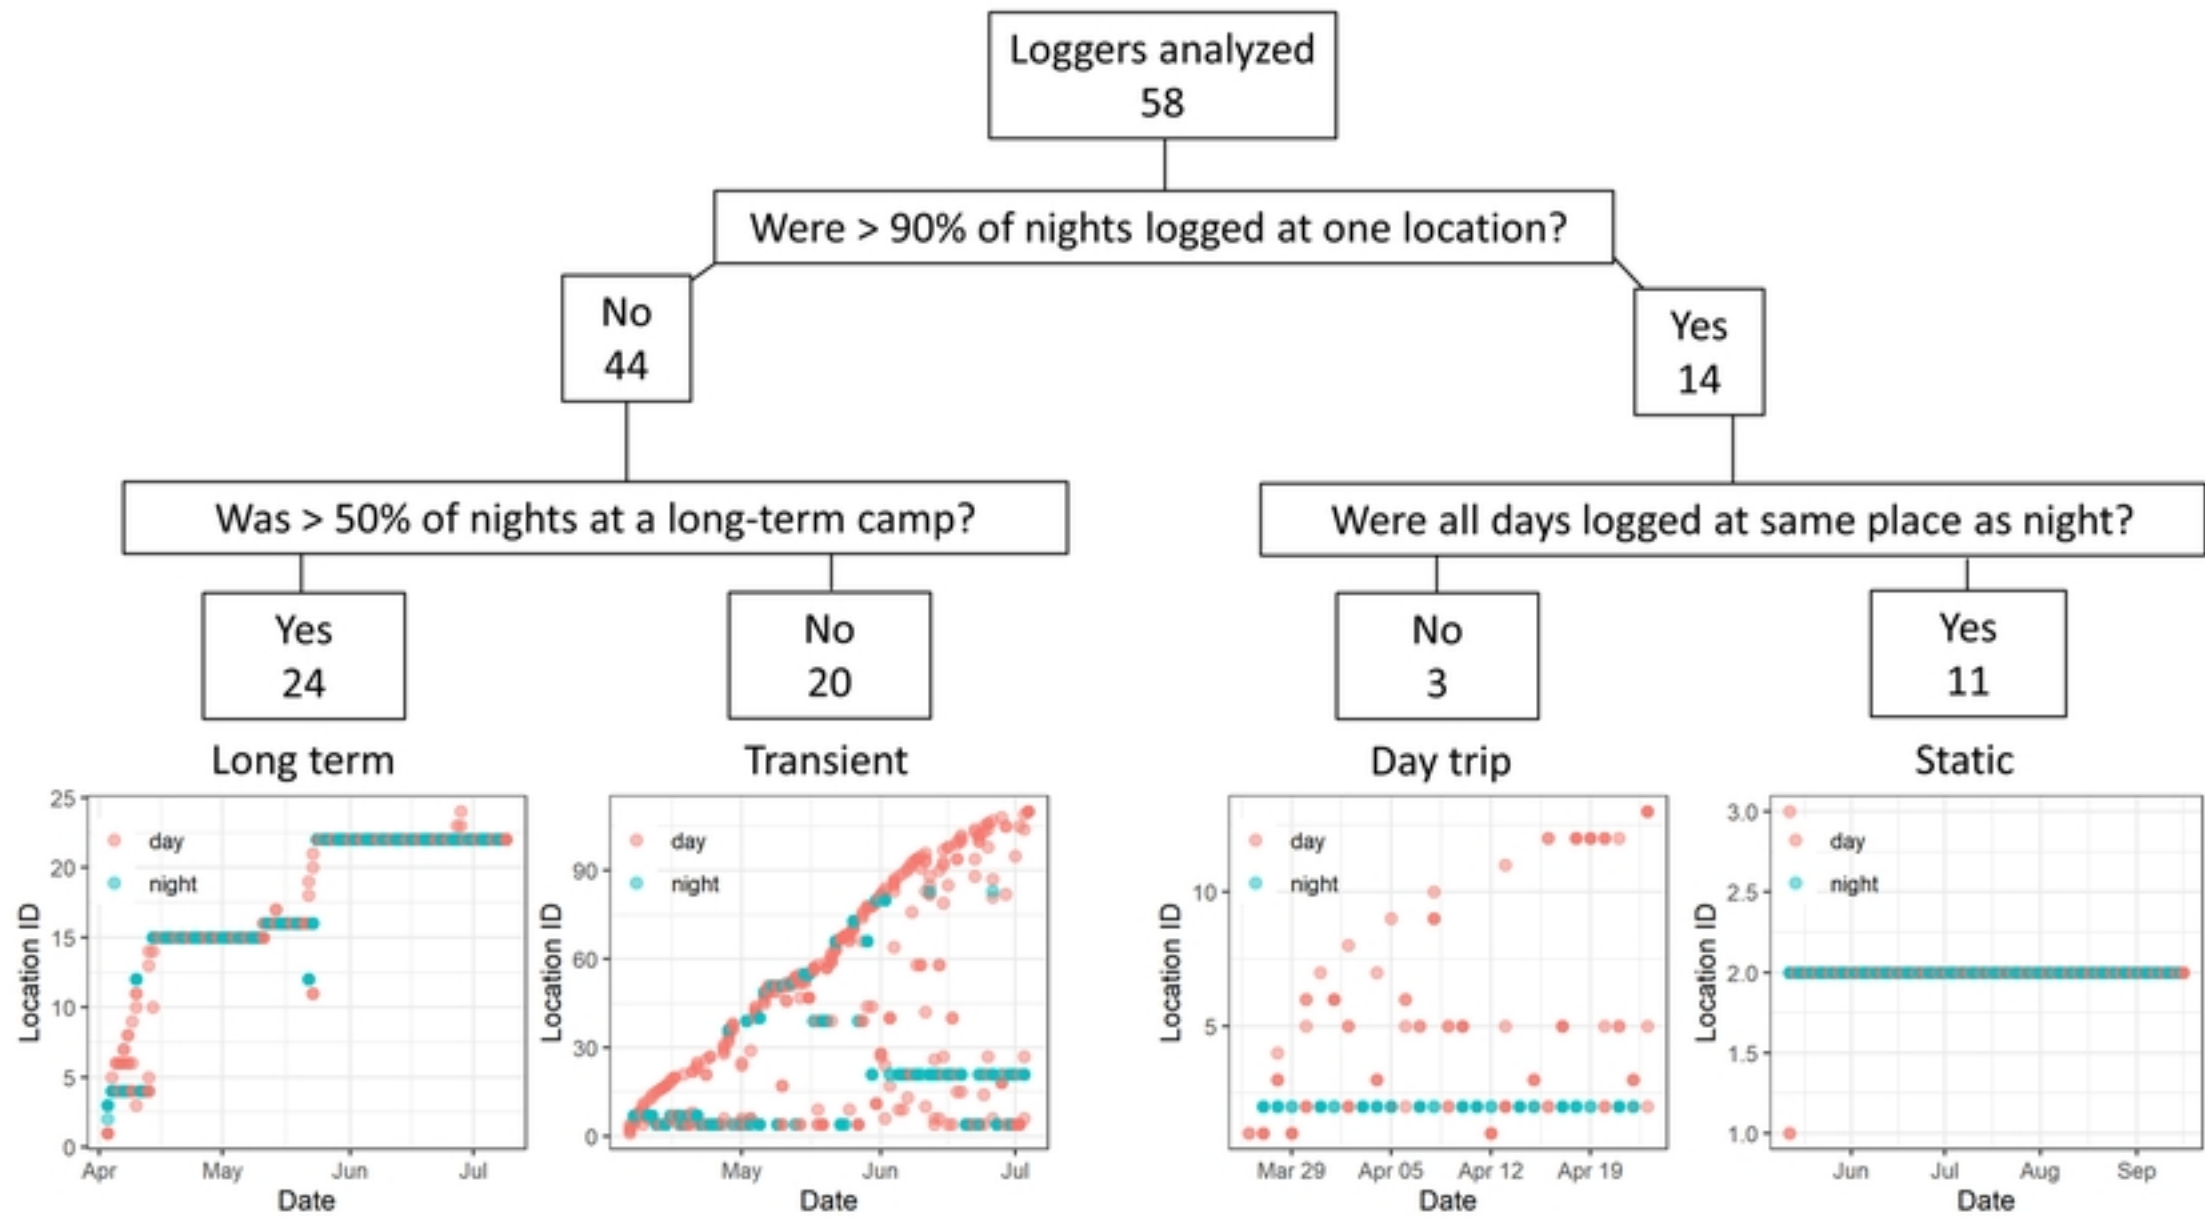 Loggers analyzed
58
Were > 90% of nights logged at one location?
No
44
Yes
14
Was > 50% of nights at a long-term camp?
Were all days logged at same place as night?
Yes
24
No
20
No
3
Yes
11
Long term
Transient
Day trip
Static
25
20
15
10
5
0
Location ID
day
night
Apr
May
Jun
Jul
Date
90
60
30
0
Location ID
day
night
May
Jun
Jul
Date
10
5
Location ID
day
night
Mar 29
Apr 05
Apr 12
Apr 19
Date
3.0
2.5
2.0
1.5
1.0
Location ID
day
night
Jun
Jul
Aug
Sep
Date